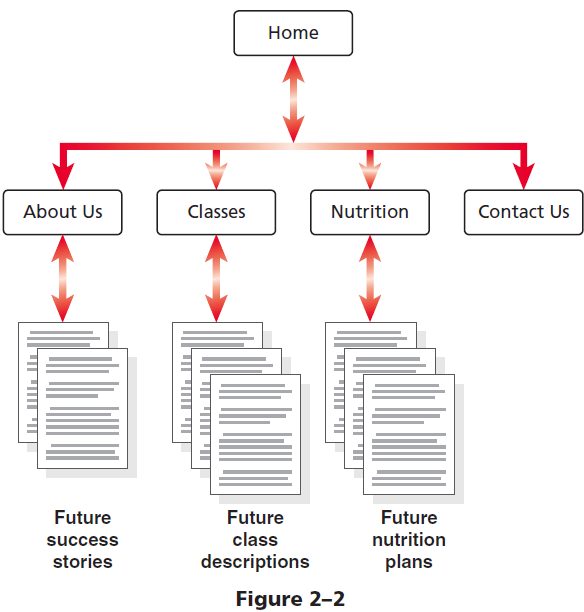 Home
About Us
Classes
Nutrition
Contact Us
Future
success
stories
Future
class
descriptions
Future
nutrition
plans
Figure 2–2